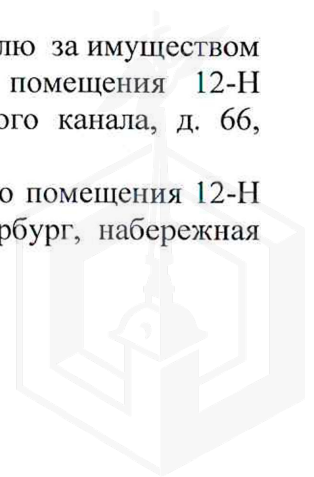 лю за имуществом
помещения 12-Н
ого канала, д. 66,
о помещения 12-Н
рбург, набережная